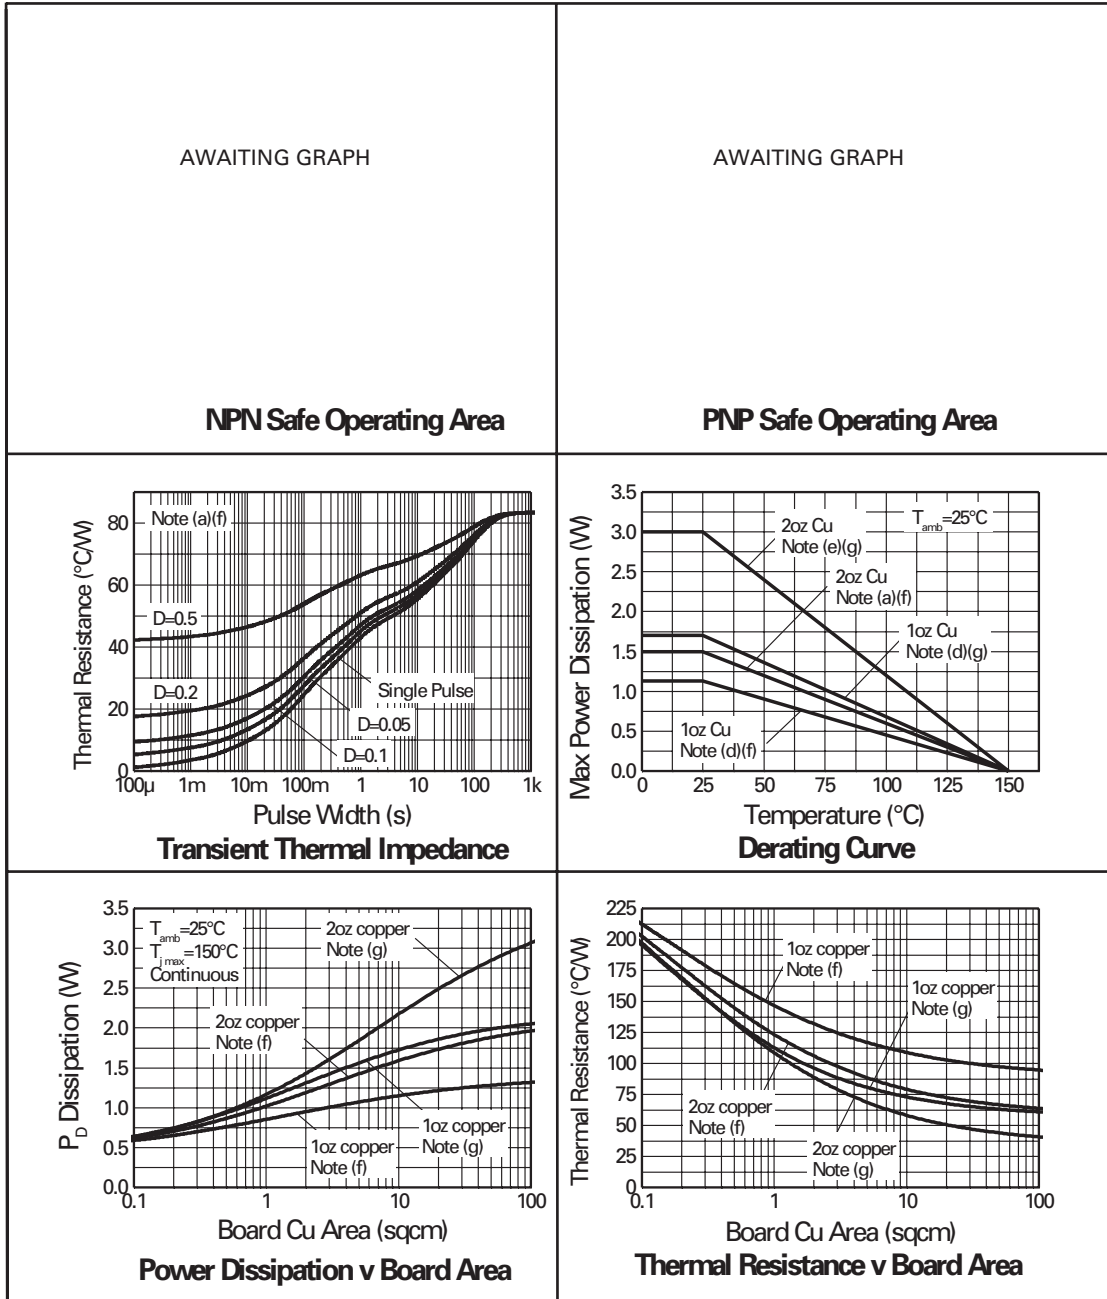 AWAITING GRAPH
NPN Safe Operating Area
AWAITING GRAPH
PNP Safe Operating Area
Thermal Resistance (°C/W)
80
60
40
20
0
Note (a)(f)
D=0.5
D=0.2
Single Pulse
D=0.05
D=0.1
100µ 1m 10m 100m 1 10 100 1k
Pulse Width (s)
Transient Thermal Impedance
Max Power Dissipation (W)
3.5
3.0
2.5
2.0
1.5
1.0
0.5
0.0
T amb =25°C
2oz Cu
Note (e)(g)
2oz Cu
Note (a)(f)
1oz Cu
Note (d)(g)
1oz Cu
Note (d)(f)
0 25 50 75 100 125 150
Temperature (°C)
Derating Curve
P D Dissipation (W)
3.5
3.0
2.5
2.0
1.5
1.0
0.5
0.0
T amb =25°C
T j max =150°C
Continuous
2oz copper
Note (g)
2oz copper
Note (f)
1oz copper
Note (g)
1oz copper
Note (f)
0.1 1 10 100
Board Cu Area (sqcm)
Power Dissipation v Board Area
Thermal Resistance (°C/W)
225
200
175
150
125
100
75
50
25
0
1oz copper
Note (f)
1oz copper
Note (g)
2oz copper
Note (f)
2oz copper
Note (g)
0.1 1 10 100
Board Cu Area (sqcm)
Thermal Resistance v Board Area